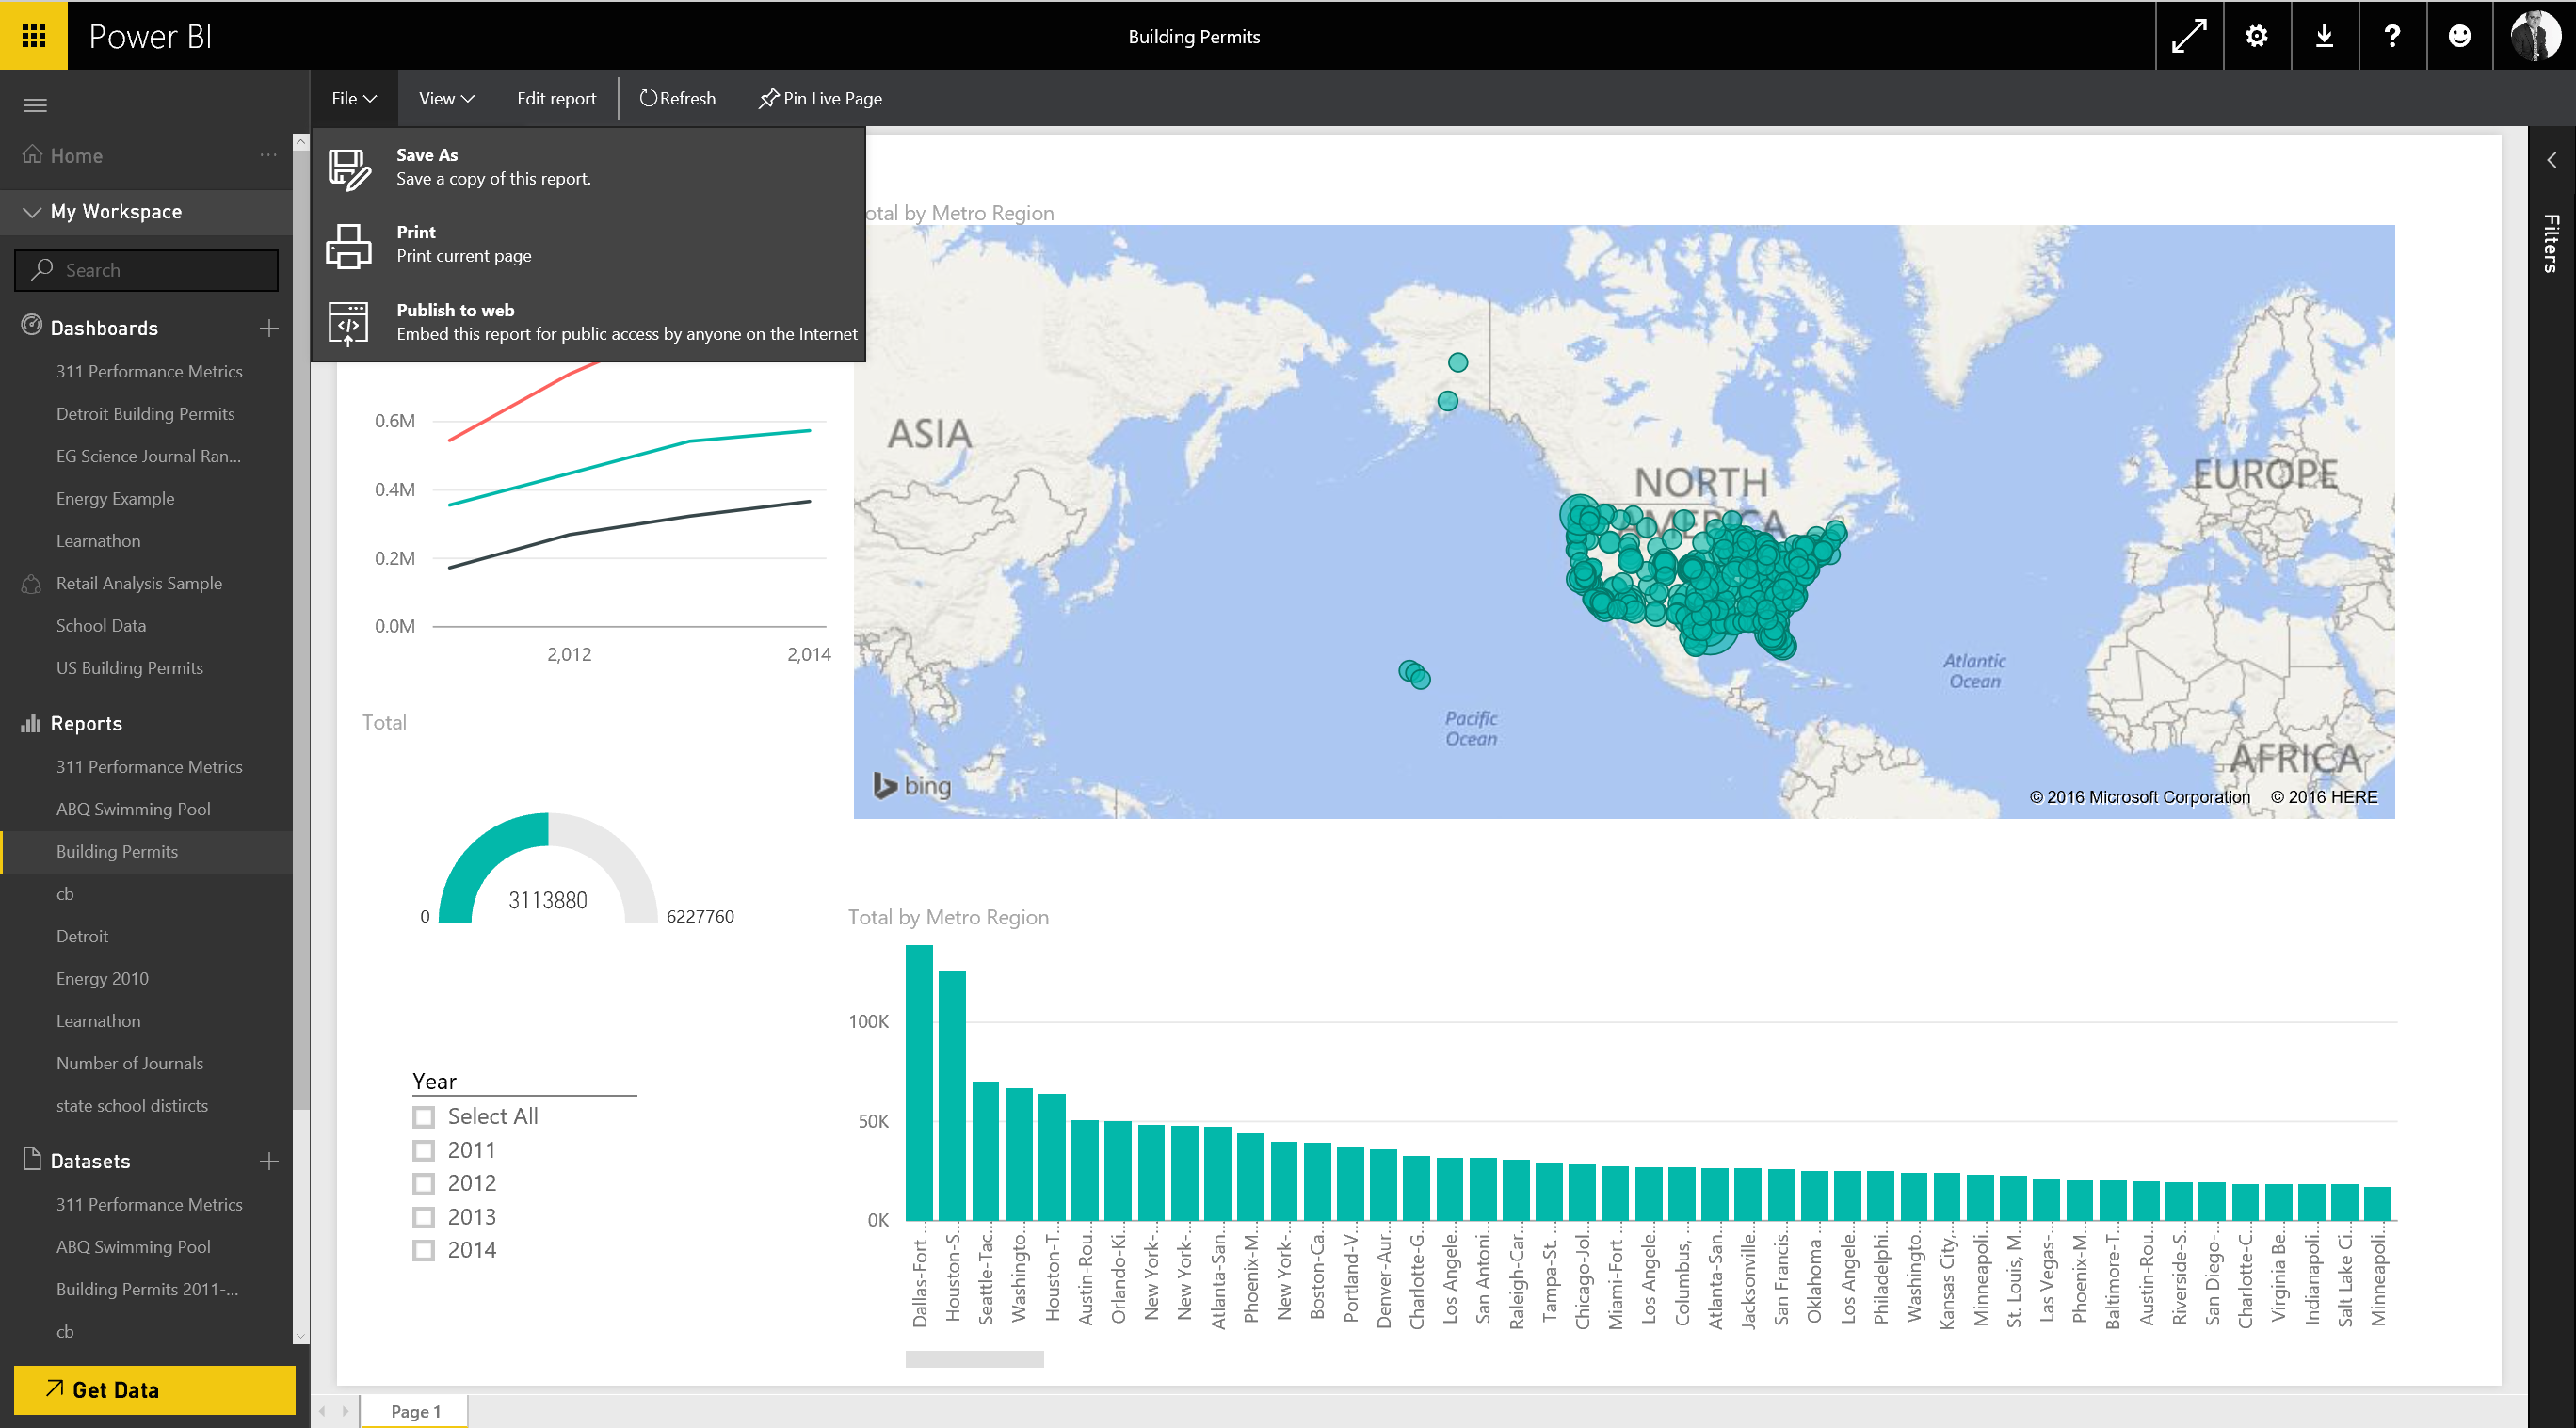 Power BI
Building Permits
File
View
Edit report
Refresh
Pin Live Page
Home
My Workspace
Search
Dashboards
311 Performance Metrics
Detroit Building Permits
EG Science Journal Ran...
Energy Example
Learnathon
Retail Analysis Sample
School Data
US Building Permits
Reports
311 Performance Metrics
ABQ Swimming Pool
Building Permits
cb
Detroit
Energy 2010
Learnathon
Number of Journals
state school distircts
Datasets
311 Performance Metrics
ABQ Swimming Pool
Building Permits 2011-...
cb
Get Data
Save As
Save a copy of this report.
Print
Print current page
Publish to web
Embed this report for public access by anyone on the Internet
0.6M
0.4M
0.2M
0.0M
2,012
2,014
Total
0
3113880
6227760
Year
Select All
2011
2012
2013
2014
otal by Metro Region
ASIA
NORTH
AMERICA
EUROPE
AFRICA
Atlantic
Ocean
Pacific
Ocean
bing
© 2016 Microsoft Corporation
© 2016 HERE
Total by Metro Region
100K
50K
0K
Dallas-Fort ...
Houston-S...
Seattle-Tac...
Washingto...
Houston-T...
Austin-Rou...
Orlando-Ki...
New York-...
New York-...
Atlanta-San...
Phoenix-M...
New York-...
Boston-Ca...
Portland-V...
Denver-Aur...
Charlotte-G...
Los Angele...
San Antoni...
Raleigh-Car...
Tampa-St. ...
Chicago-Jol...
Miami-Fort ...
Los Angele...
Columbus, ...
Atlanta-San...
Jacksonville...
San Francis...
Oklahoma ...
Los Angele...
Philadelphi...
Washingto...
Kansas City,...
Minneapoli...
St. Louis, M...
Las Vegas-...
Phoenix-M...
Baltimore-T...
Austin-Rou...
Riverside-S...
San Diego-...
Charlotte-C...
Virginia Be...
Indianapoli...
Salt Lake Ci...
Minneapoli...
Filters
Page 1